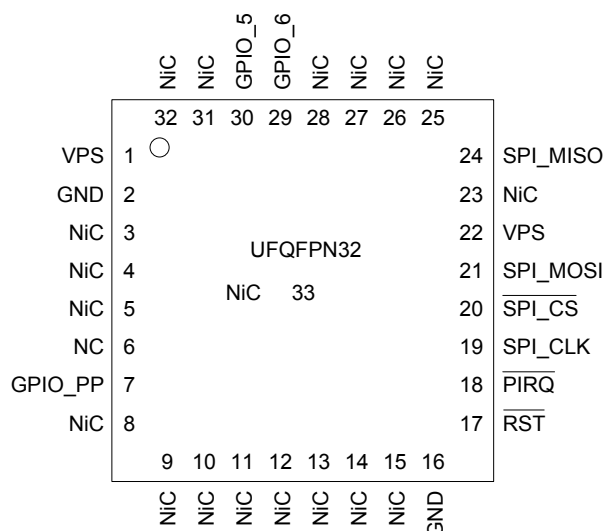 NiC NiC GPIO_5 GPIO_6 NiC NiC NiC NiC
32 31 30 29 28 27 26 25
VPS 1 24 SPI_MISO
GND 2 23 NiC
NiC 3 22 VPS
UFQFPN32
NiC 4 21 SPI_MOSI
NiC 33
NiC 5 20 SPI_CS
NC 6 19 SPI_CLK
GPIO_PP 7 18 PIRQ
NiC 8 17 RST
9 10 11 12 13 14 15 16
NiC NiC NiC NiC NiC NiC NiC GND